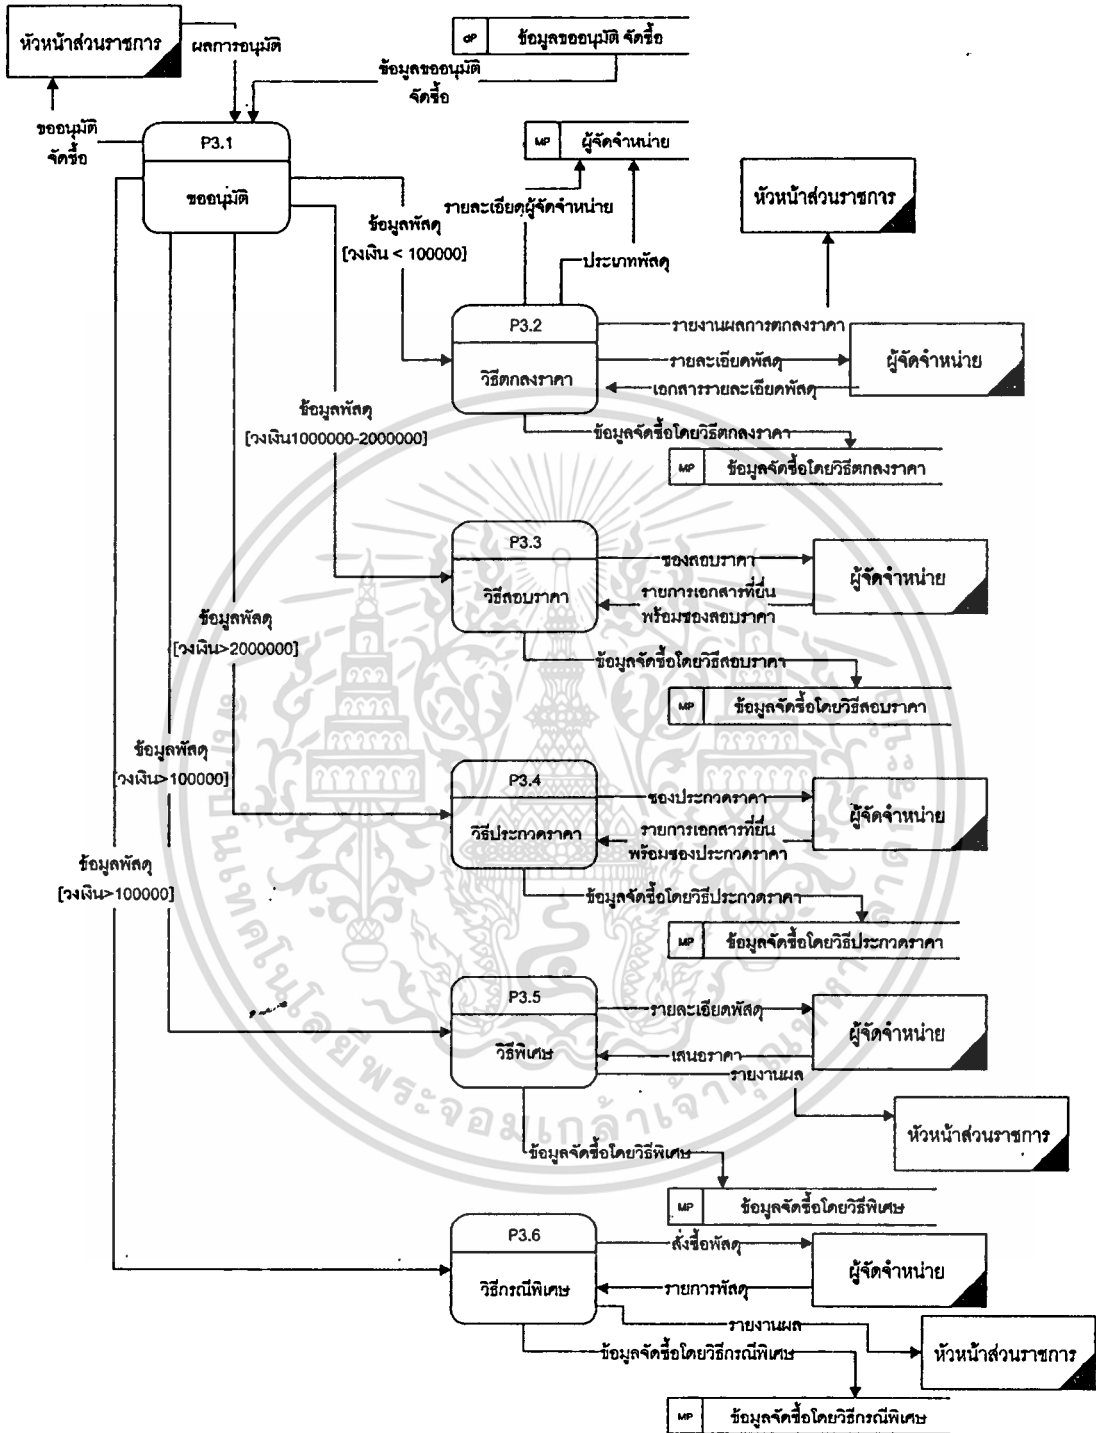 หัวหน้าส่วนราชการ
ผลการอนุมัติ
ข้อมูลขออนุมัติ จัดซื้อ
ข้อมูลขออนุมัติ
จัดซื้อ
ขออนุมัติ
จัดซื้อ
P3.1
ขออนุมัติ
MP ผู้จัดจำหน่าย
รายละเอียดผู้จัดจำหน่าย
ประเภทพัสดุ
หัวหน้าส่วนราชการ
ข้อมูลพัสดุ
[วงเงิน < 100000]
P3.2
วิธีตกลงราคา
รายงานผลการตกลงราคา
รายละเอียดพัสดุ
เอกสารรายละเอียดพัสดุ
ผู้จัดจำหน่าย
ข้อมูลจัดซื้อโดยวิธีตกลงราคา
MP ข้อมูลจัดซื้อโดยวิธีตกลงราคา
ข้อมูลพัสดุ
[วงเงิน1000000-2000000]
P3.3
วิธีสอบราคา
ซองสอบราคา
รายการเอกสารที่ยื่น
พร้อมซองสอบราคา
ผู้จัดจำหน่าย
ข้อมูลจัดซื้อโดยวิธีสอบราคา
MP ข้อมูลจัดซื้อโดยวิธีสอบราคา
ข้อมูลพัสดุ
[วงเงิน>2000000]
P3.4
วิธีประกวดราคา
ซองประกวดราคา
รายการเอกสารที่ยื่น
พร้อมซองประกวดราคา
ผู้จัดจำหน่าย
ข้อมูลจัดซื้อโดยวิธีประกวดราคา
MP ข้อมูลจัดซื้อโดยวิธีประกวดราคา
ข้อมูลพัสดุ
[วงเงิน>100000]
P3.5
วิธีพิเศษ
รายละเอียดพัสดุ
เสนอราคา
รายงานผล
ผู้จัดจำหน่าย
หัวหน้าส่วนราชการ
ข้อมูลจัดซื้อโดยวิธีพิเศษ
MP ข้อมูลจัดซื้อโดยวิธีพิเศษ
ข้อมูลพัสดุ
[วงเงิน>100000]
P3.6
วิธีกรณีพิเศษ
สั่งซื้อพัสดุ
รายการพัสดุ
ผู้จัดจำหน่าย
รายงานผล
หัวหน้าส่วนราชการ
ข้อมูลจัดซื้อโดยวิธีกรณีพิเศษ
MP ข้อมูลจัดซื้อโดยวิธีกรณีพิเศษ